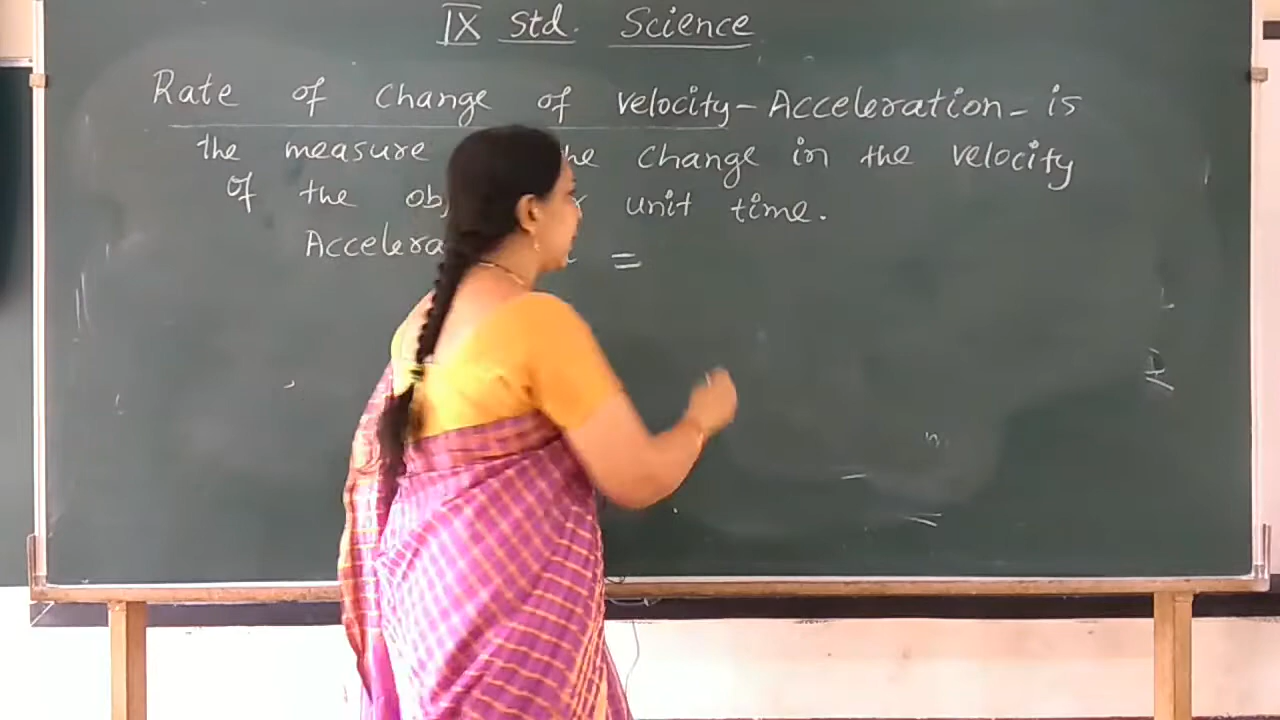 IX Std. Science
Rate of change of velocity - Acceleration - is
the measure the change in the velocity
of the unit time.
=